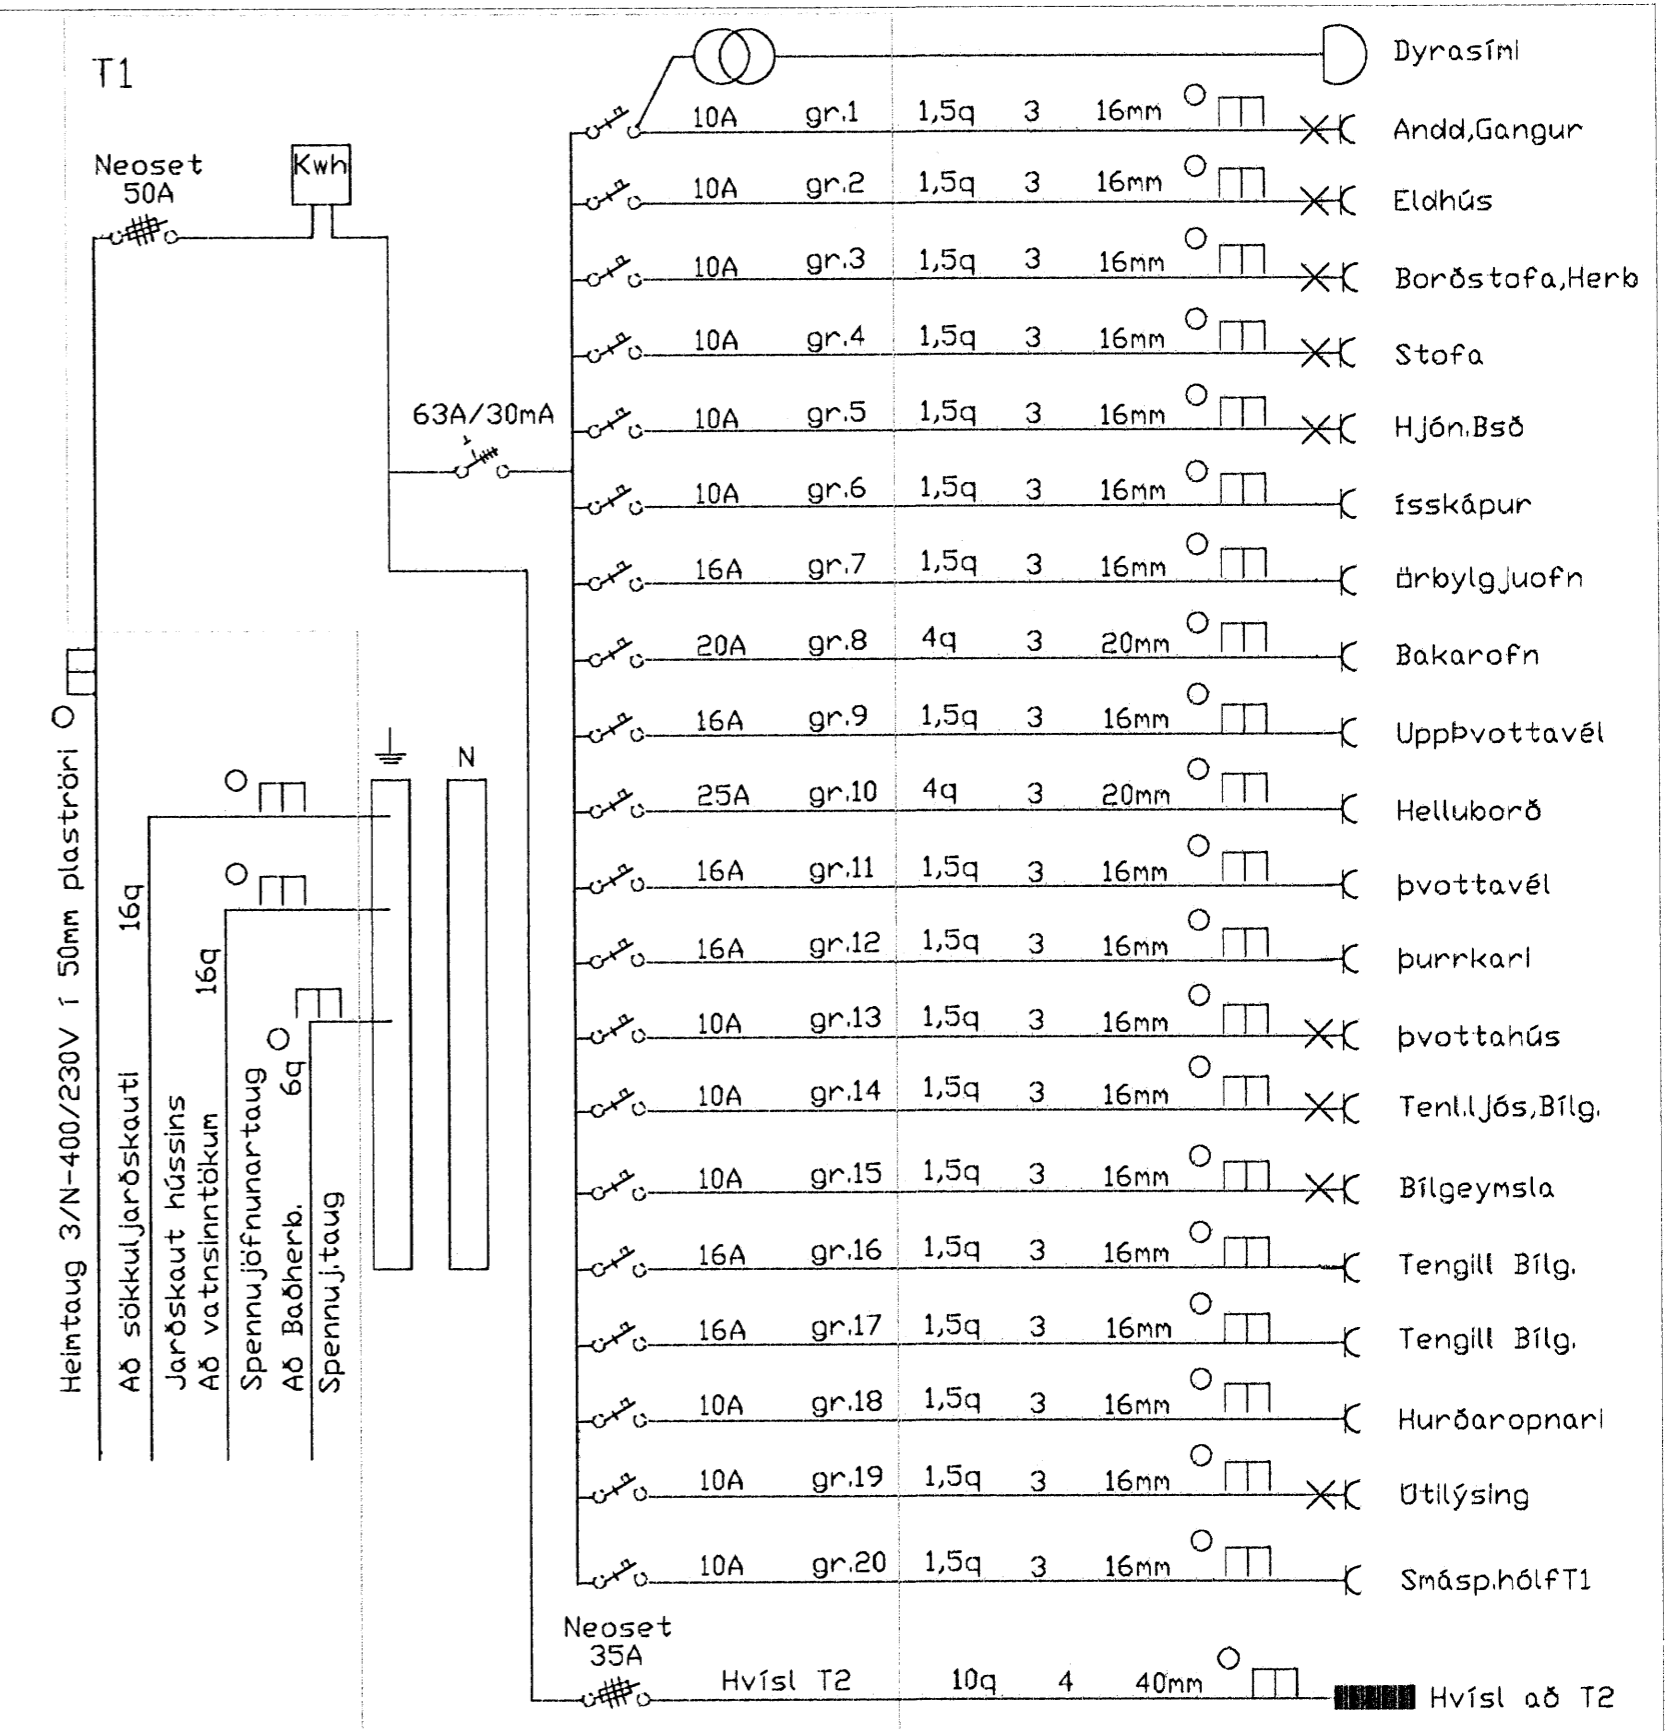 T1
Neoset
50A
Kwh
63A/30mA
Dyrasími
10A gr.1 1,5q 3 16mm Andd,Gangur
10A gr.2 1,5q 3 16mm Eldhús
10A gr.3 1,5q 3 16mm Borðstofa,Herb
10A gr.4 1,5q 3 16mm Stofa
10A gr.5 1,5q 3 16mm Hjón.Bsð
10A gr.6 1,5q 3 16mm ísskápur
16A gr.7 1,5q 3 16mm örbylgjuofn
20A gr.8 4q 3 20mm Bakarofn
16A gr.9 1,5q 3 16mm Uppþvottavél
25A gr.10 4q 3 20mm Helluborð
16A gr.11 1,5q 3 16mm þvottavél
16A gr.12 1,5q 3 16mm þurrkari
10A gr.13 1,5q 3 16mm þvottahús
10A gr.14 1,5q 3 16mm Tenl.ljós,Bílg.
10A gr.15 1,5q 3 16mm Bílgeymsla
16A gr.16 1,5q 3 16mm Tengill Bílg.
16A gr.17 1,5q 3 16mm Tengill Bílg.
10A gr.18 1,5q 3 16mm Hurðaropnari
10A gr.19 1,5q 3 16mm Útilýsing
10A gr.20 1,5q 3 16mm Smásp.hólfT1
Neoset
35A
Hvísl T2 10q 4 40mm Hvísl að T2
N
Heimtaug 3/N-400/230V í 50mm plaströri
16q
Að sökkuljarðskauti
Jarðskaut hússins
16q
Að vatnsinntökum
Spennujöfnunartaug
6q
Að Baðherb.
Spennuj.taug